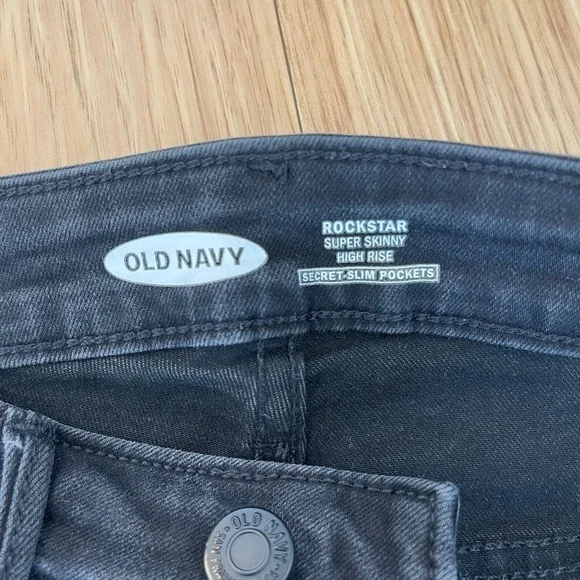 OLD NAVY
ROCKSTAR
SUPER SKINNY
HIGH RISE
SECRET-SLIM POCKETS
OLD NAVY